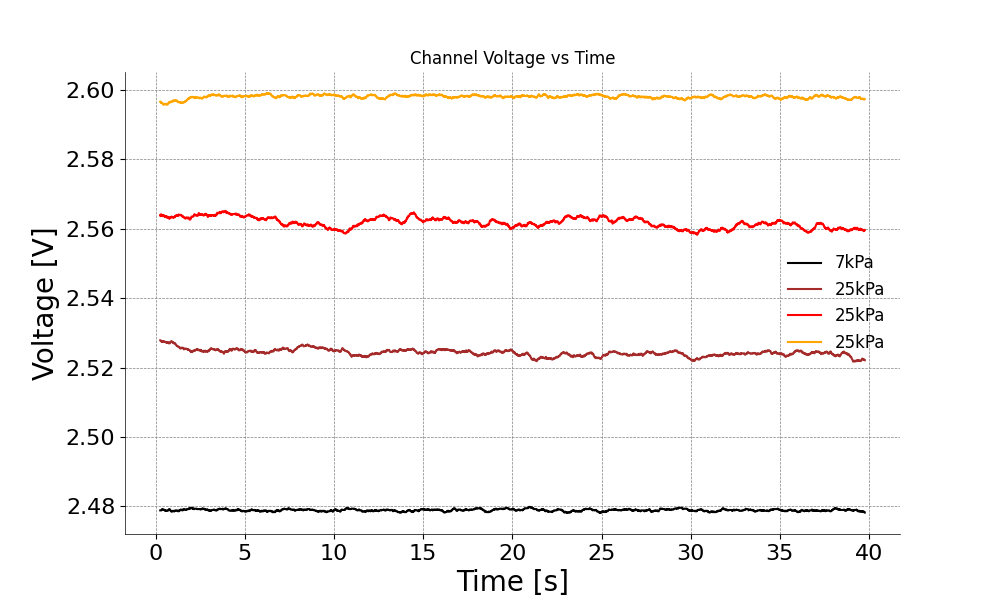 Channel Voltage vs Time
Voltage [V]
2.60
2.58
2.56
2.54
2.52
2.50
2.48
7kPa
25kPa
25kPa
25kPa
0 5 10 15 20 25 30 35 40
Time [s]